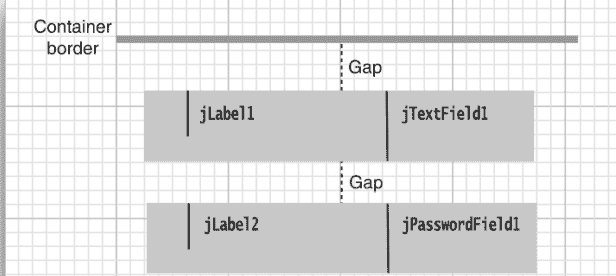 Container
border
Gap
jLabel1 jTextField1
Gap
jLabel2 jPasswordField1